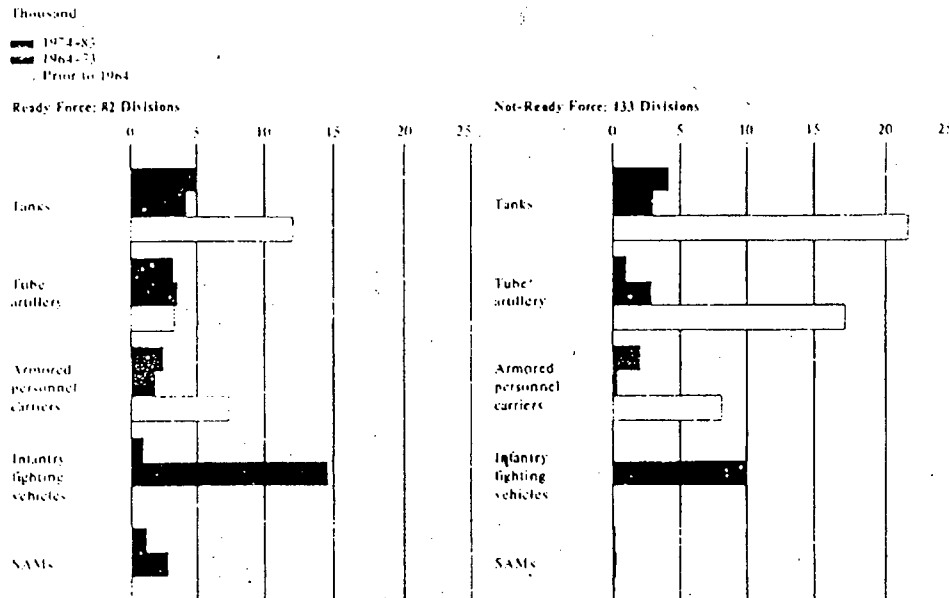 Thousand
1974-83
1964-73
Prior to 1964
Ready Force: 82 Divisions
0 5 10 15 20 25
Tanks
Tube
artillery
Armored
personnel
carriers
Infantry
fighting
vehicles
SAMs
Not-Ready Force: 133 Divisions
0 5 10 15 20
Tanks
Tube
artillery
Armored
personnel
carriers
Infantry
fighting
vehicles
SAMs